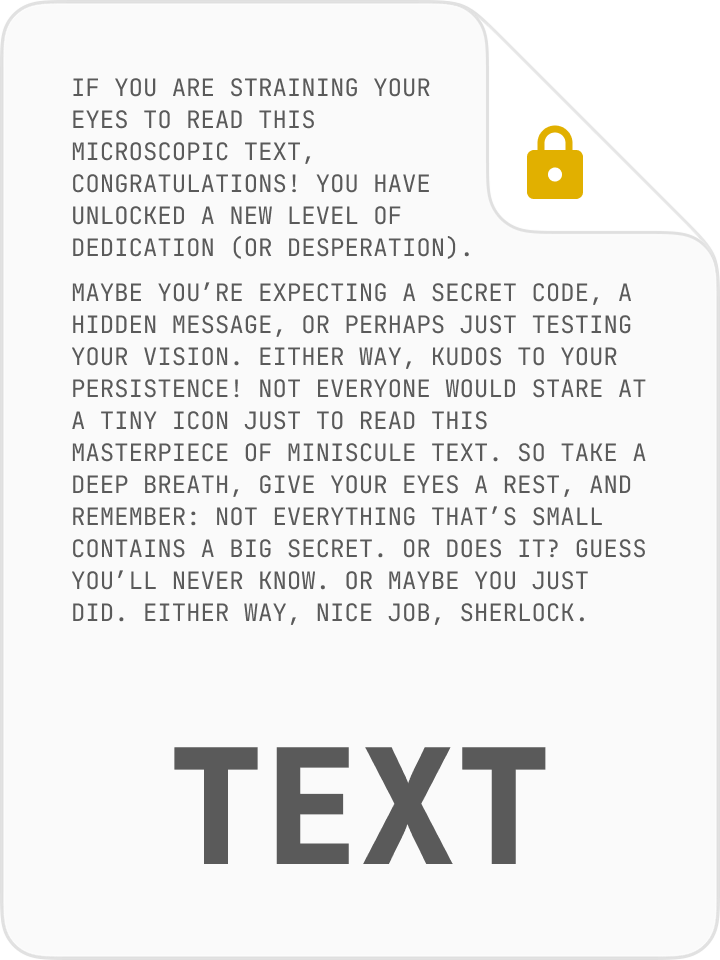 IF YOU ARE STRAINING YOUR
EYES TO READ THIS
MICROSCOPIC TEXT,
CONGRATULATIONS! YOU HAVE
UNLOCKED A NEW LEVEL OF
DEDICATION (OR DESPERATION).
MAYBE YOU’RE EXPECTING A SECRET CODE, A
HIDDEN MESSAGE, OR PERHAPS JUST TESTING
YOUR VISION. EITHER WAY, KUDOS TO YOUR
PERSISTENCE! NOT EVERYONE WOULD STARE AT
A TINY ICON JUST TO READ THIS
MASTERPIECE OF MINISCULE TEXT. SO TAKE A
DEEP BREATH, GIVE YOUR EYES A REST, AND
REMEMBER: NOT EVERYTHING THAT’S SMALL
CONTAINS A BIG SECRET. OR DOES IT? GUESS
YOU’LL NEVER KNOW. OR MAYBE YOU JUST
DID. EITHER WAY, NICE JOB, SHERLOCK.
TEXT